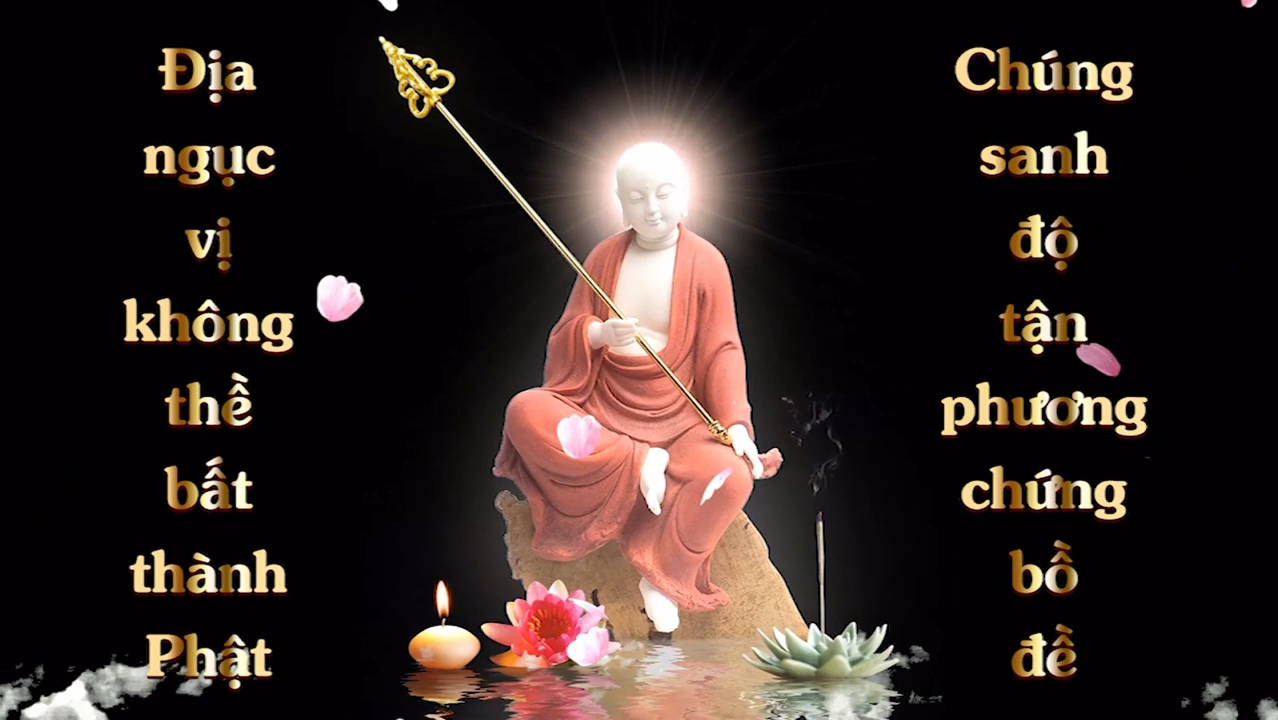 Địa
ngục
vị
không
thề
bất
thành
Phật
Chúng
sanh
độ
tận
phương
chứng
bồ
đề